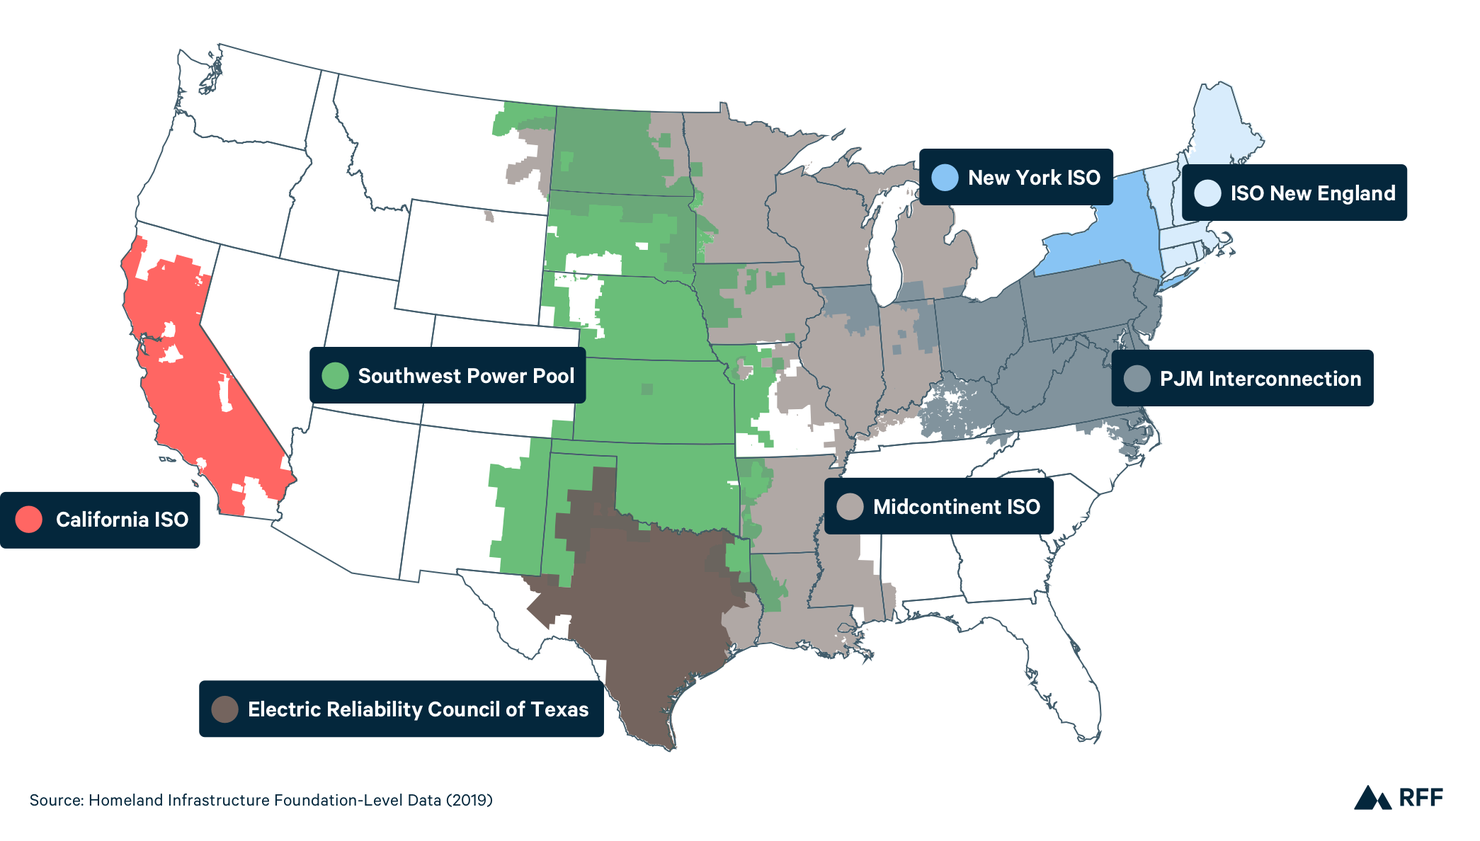 New York ISO
ISO New England
Southwest Power Pool
PJM Interconnection
California ISO
Midcontinent ISO
Electric Reliability Council of Texas
Source: Homeland Infrastructure Foundation-Level Data (2019)
RFF